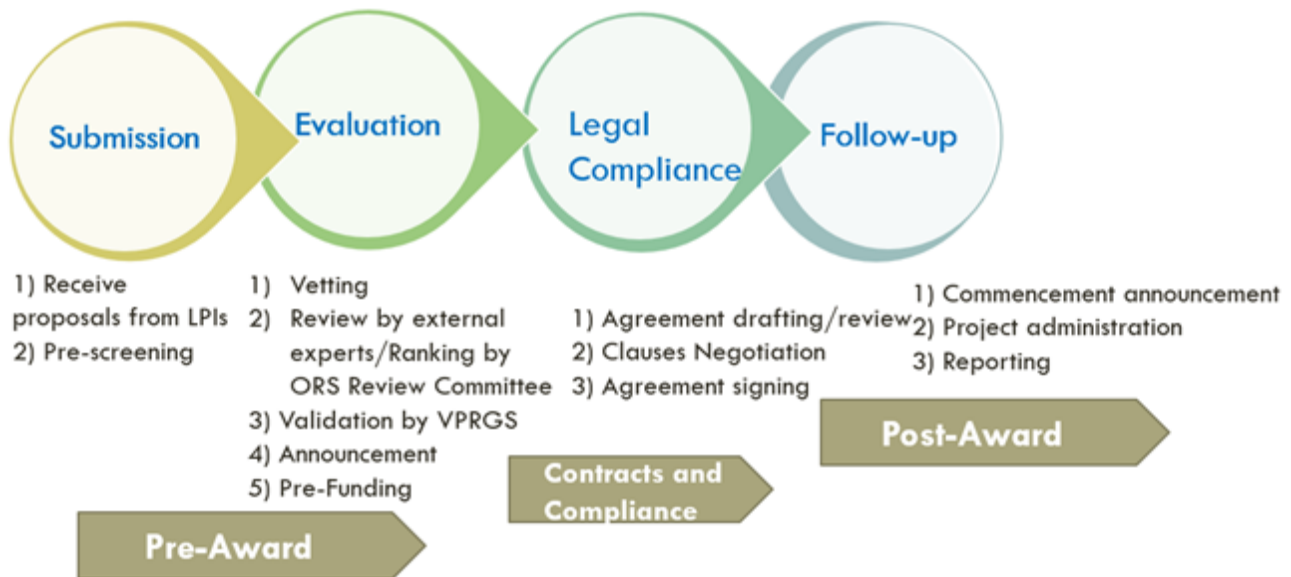 Submission
Evaluation
Legal
Compliance
Follow-up
1) Receive
proposals from LPIs
2) Pre-screening
1) Vetting
2) Review by external
experts/Ranking by
ORS Review Committee
3) Validation by VPRGS
4) Announcement
5) Pre-Funding
1) Agreement drafting/review
2) Clauses Negotiation
3) Agreement signing
1) Commencement announcement
2) Project administration
3) Reporting
Pre-Award
Contracts and
Compliance
Post-Award